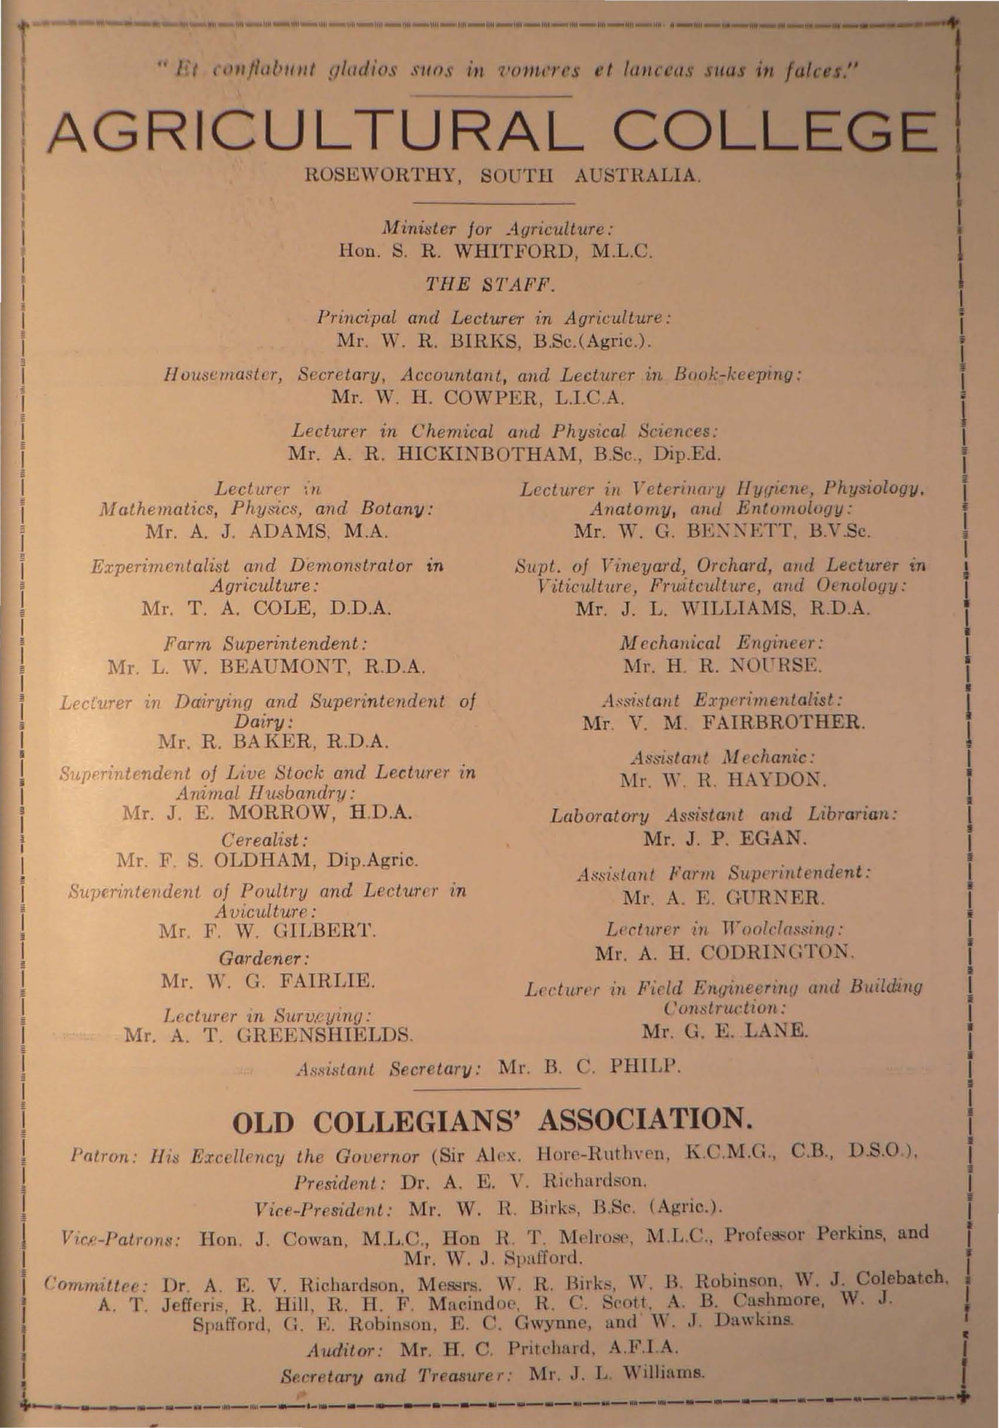 "Et conflabunt gladios suos in vomeres et lanceas suas in falces."
AGRICULTURAL COLLEGE
ROSEWORTHY, SOUTH AUSTRALIA.
Minister for Agriculture:
Hon. S. R. WHITFORD, M.L.C.
THE STAFF.
Principal and Lecturer in Agriculture:
Mr. W. R. BIRKS, B.Sc.(Agric.).
Housemaster, Secretary, Accountant, and Lecturer in Book-keeping:
Mr. W. H. COWPER, L.I.C.A.
Lecturer in Chemical and Physical Sciences:
Mr. A. R. HICKINBOTHAM, B.Sc., Dip.Ed.
Lecturer in
Mathematics, Physics, and Botany:
Mr. A. J. ADAMS, M.A.
Experimentalist and Demonstrator in
Agriculture:
Mr. T. A. COLE, D.D.A.
Farm Superintendent:
Mr. L. W. BEAUMONT, R.D.A.
Lecturer in Dairying and Superintendent of
Dairy:
Mr. R. BAKER, R.D.A.
Superintendent of Live Stock and Lecturer in
Animal Husbandry:
Mr. J. E. MORROW, H.D.A.
Cerealist:
Mr. F. S. OLDHAM, Dip.Agric.
Superintendent of Poultry and Lecturer in
Aviculture:
Mr. F. W. GILBERT.
Gardener:
Mr. W. G. FAIRLIE.
Lecturer in Surveying:
Mr. A. T. GREENSHIELDS.
Lecturer in Veterinary Hygiene, Physiology,
Anatomy, and Entomology:
Mr. W. G. BENNETT, B.V.Sc.
Supt. of Vineyard, Orchard, and Lecturer in
Viticulture, Fruitculture, and Oenology:
Mr. J. L. WILLIAMS, R.D.A.
Mechanical Engineer:
Mr. H. R. NOURSE.
Assistant Experimentalist:
Mr. V. M. FAIRBROTHER.
Assistant Mechanic:
Mr. W. R. HAYDON.
Laboratory Assistant and Librarian:
Mr. J. P. EGAN.
Assistant Farm Superintendent:
Mr. A. E. GURNER.
Lecturer in Woolclassing:
Mr. A. H. CODRINGTON.
Lecturer in Field Engineering and Building
Construction:
Mr. G. E. LANE.
Assistant Secretary: Mr. B. C. PHILP.
OLD COLLEGIANS' ASSOCIATION.
Patron: His Excellency the Governor (Sir Alex. Hore-Ruthven, K.C.M.G., C.B., D.S.O.),
President: Dr. A. E. V. Richardson.
Vice-President: Mr. W. R. Birks, B.Sc. (Agric.).
Vice-Patrons: Hon. J. Cowan, M.L.C., Hon R. T. Melrose, M.L.C., Professor Perkins, and
Mr. W. J. Spafford.
Committee: Dr. A. E. V. Richardson, Messrs. W. R. Birks, W. B. Robinson, W. J. Colebatch,
A. T. Jefferis, R. Hill, R. H. F. Macindoe, R. C. Scott, A. B. Cashmore, W. J.
Spafford, G. E. Robinson, E. C. Gwynne, and W. J. Dawkins.
Auditor: Mr. H. C. Pritchard, A.F.I.A.
Secretary and Treasurer: Mr. J. L. Williams.